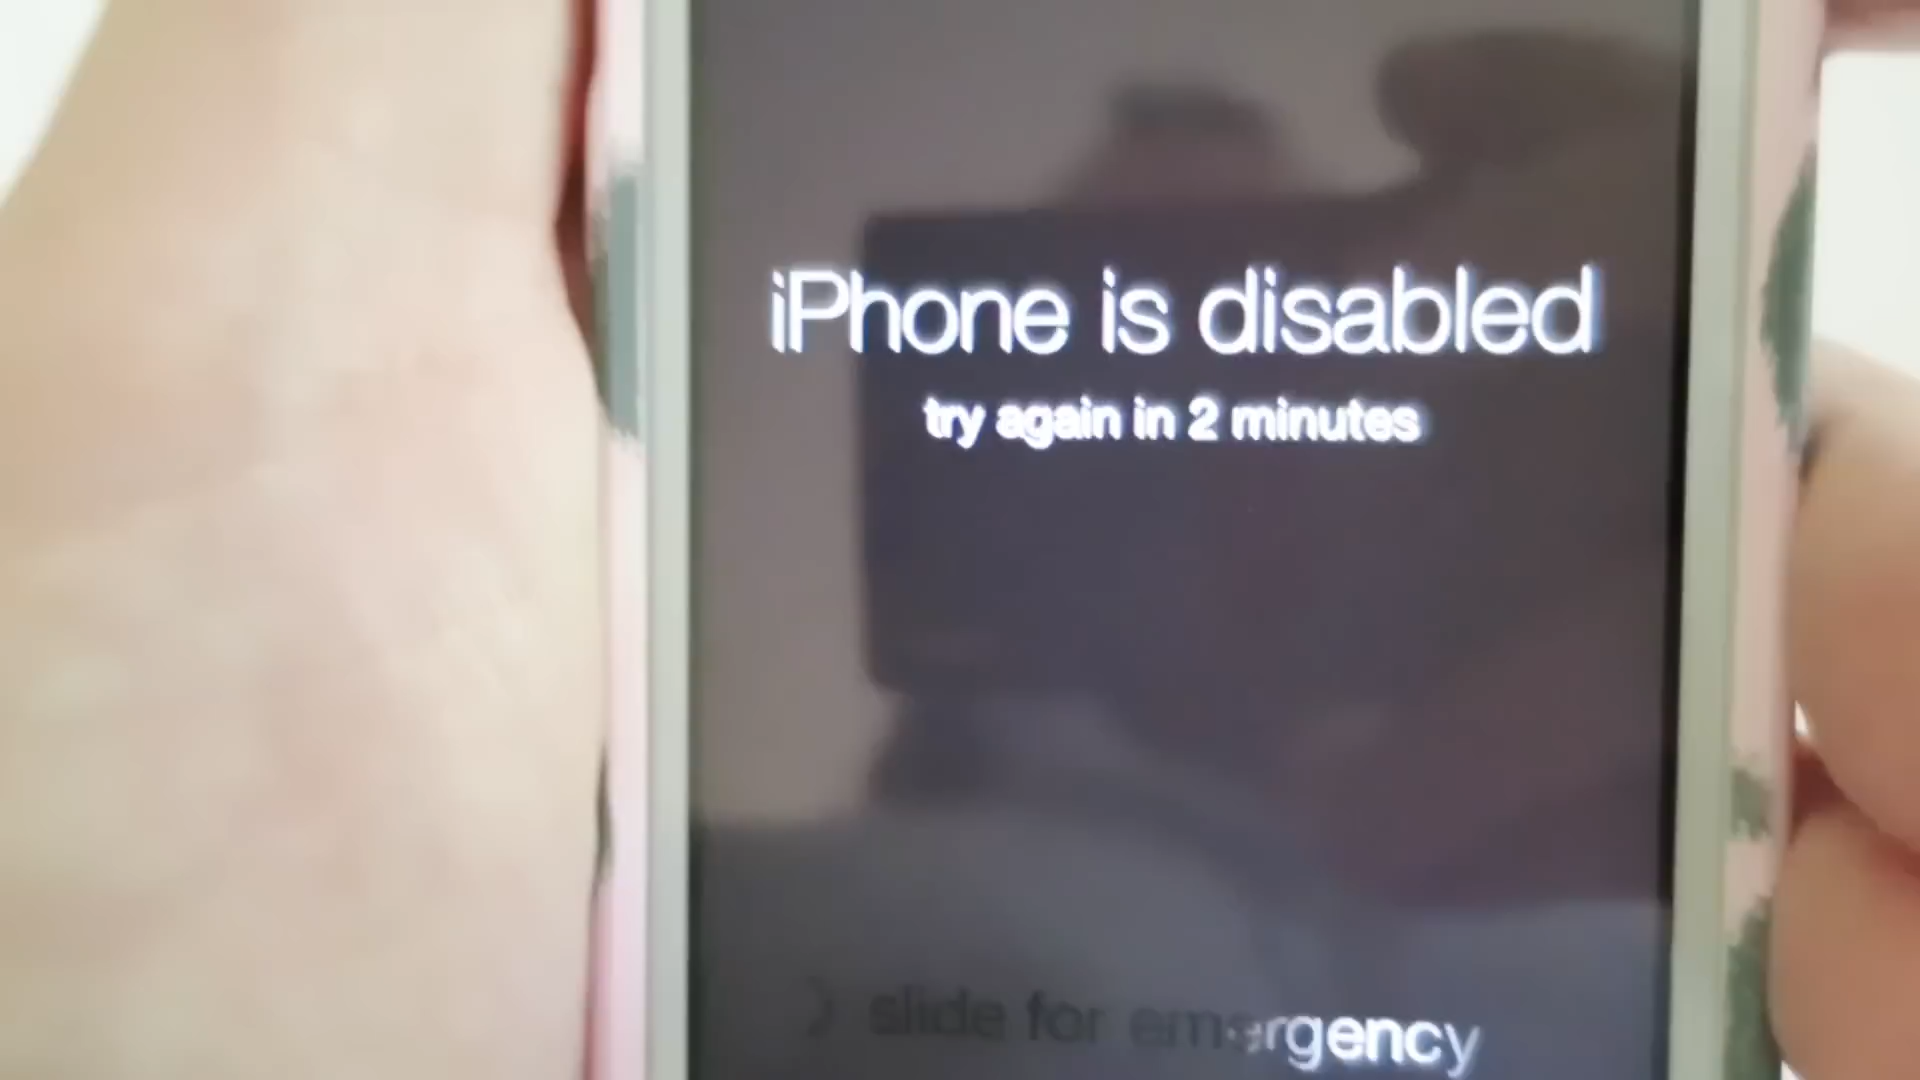 iPhone is disabled
try again in 2 minutes
> slide for emergency